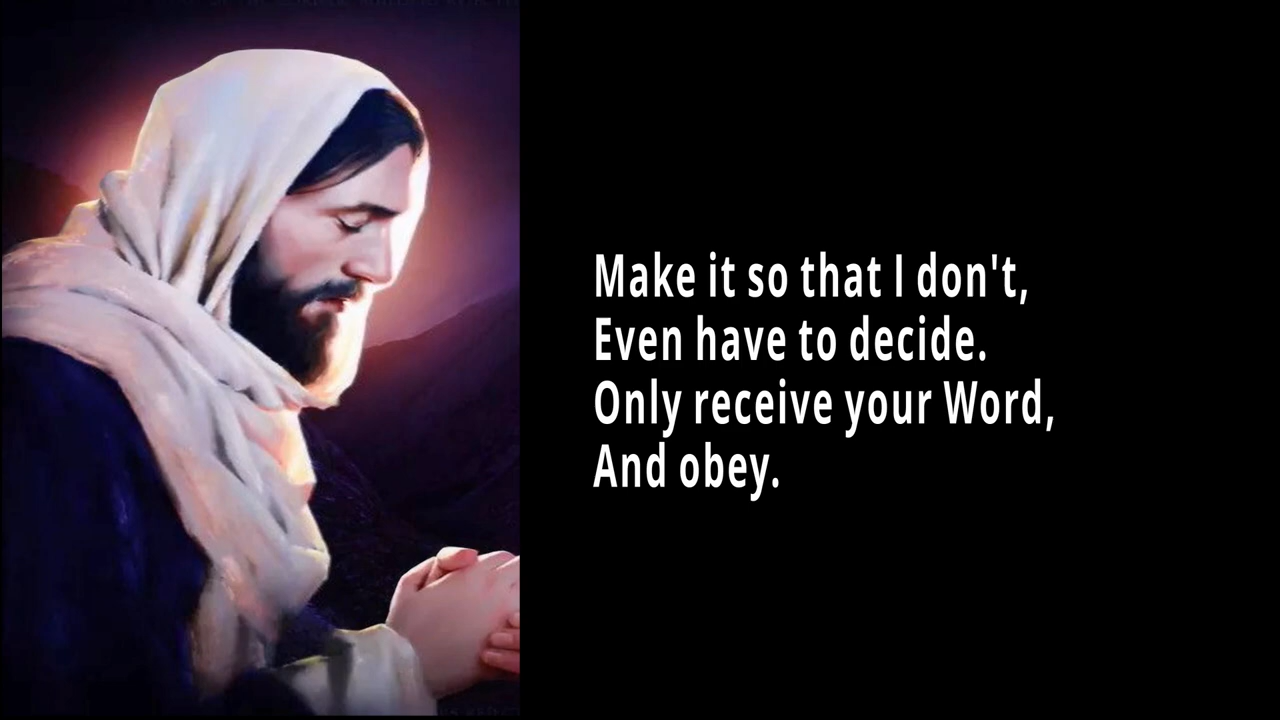 Make it so that I don't,
Even have to decide.
Only receive your Word,
And obey.